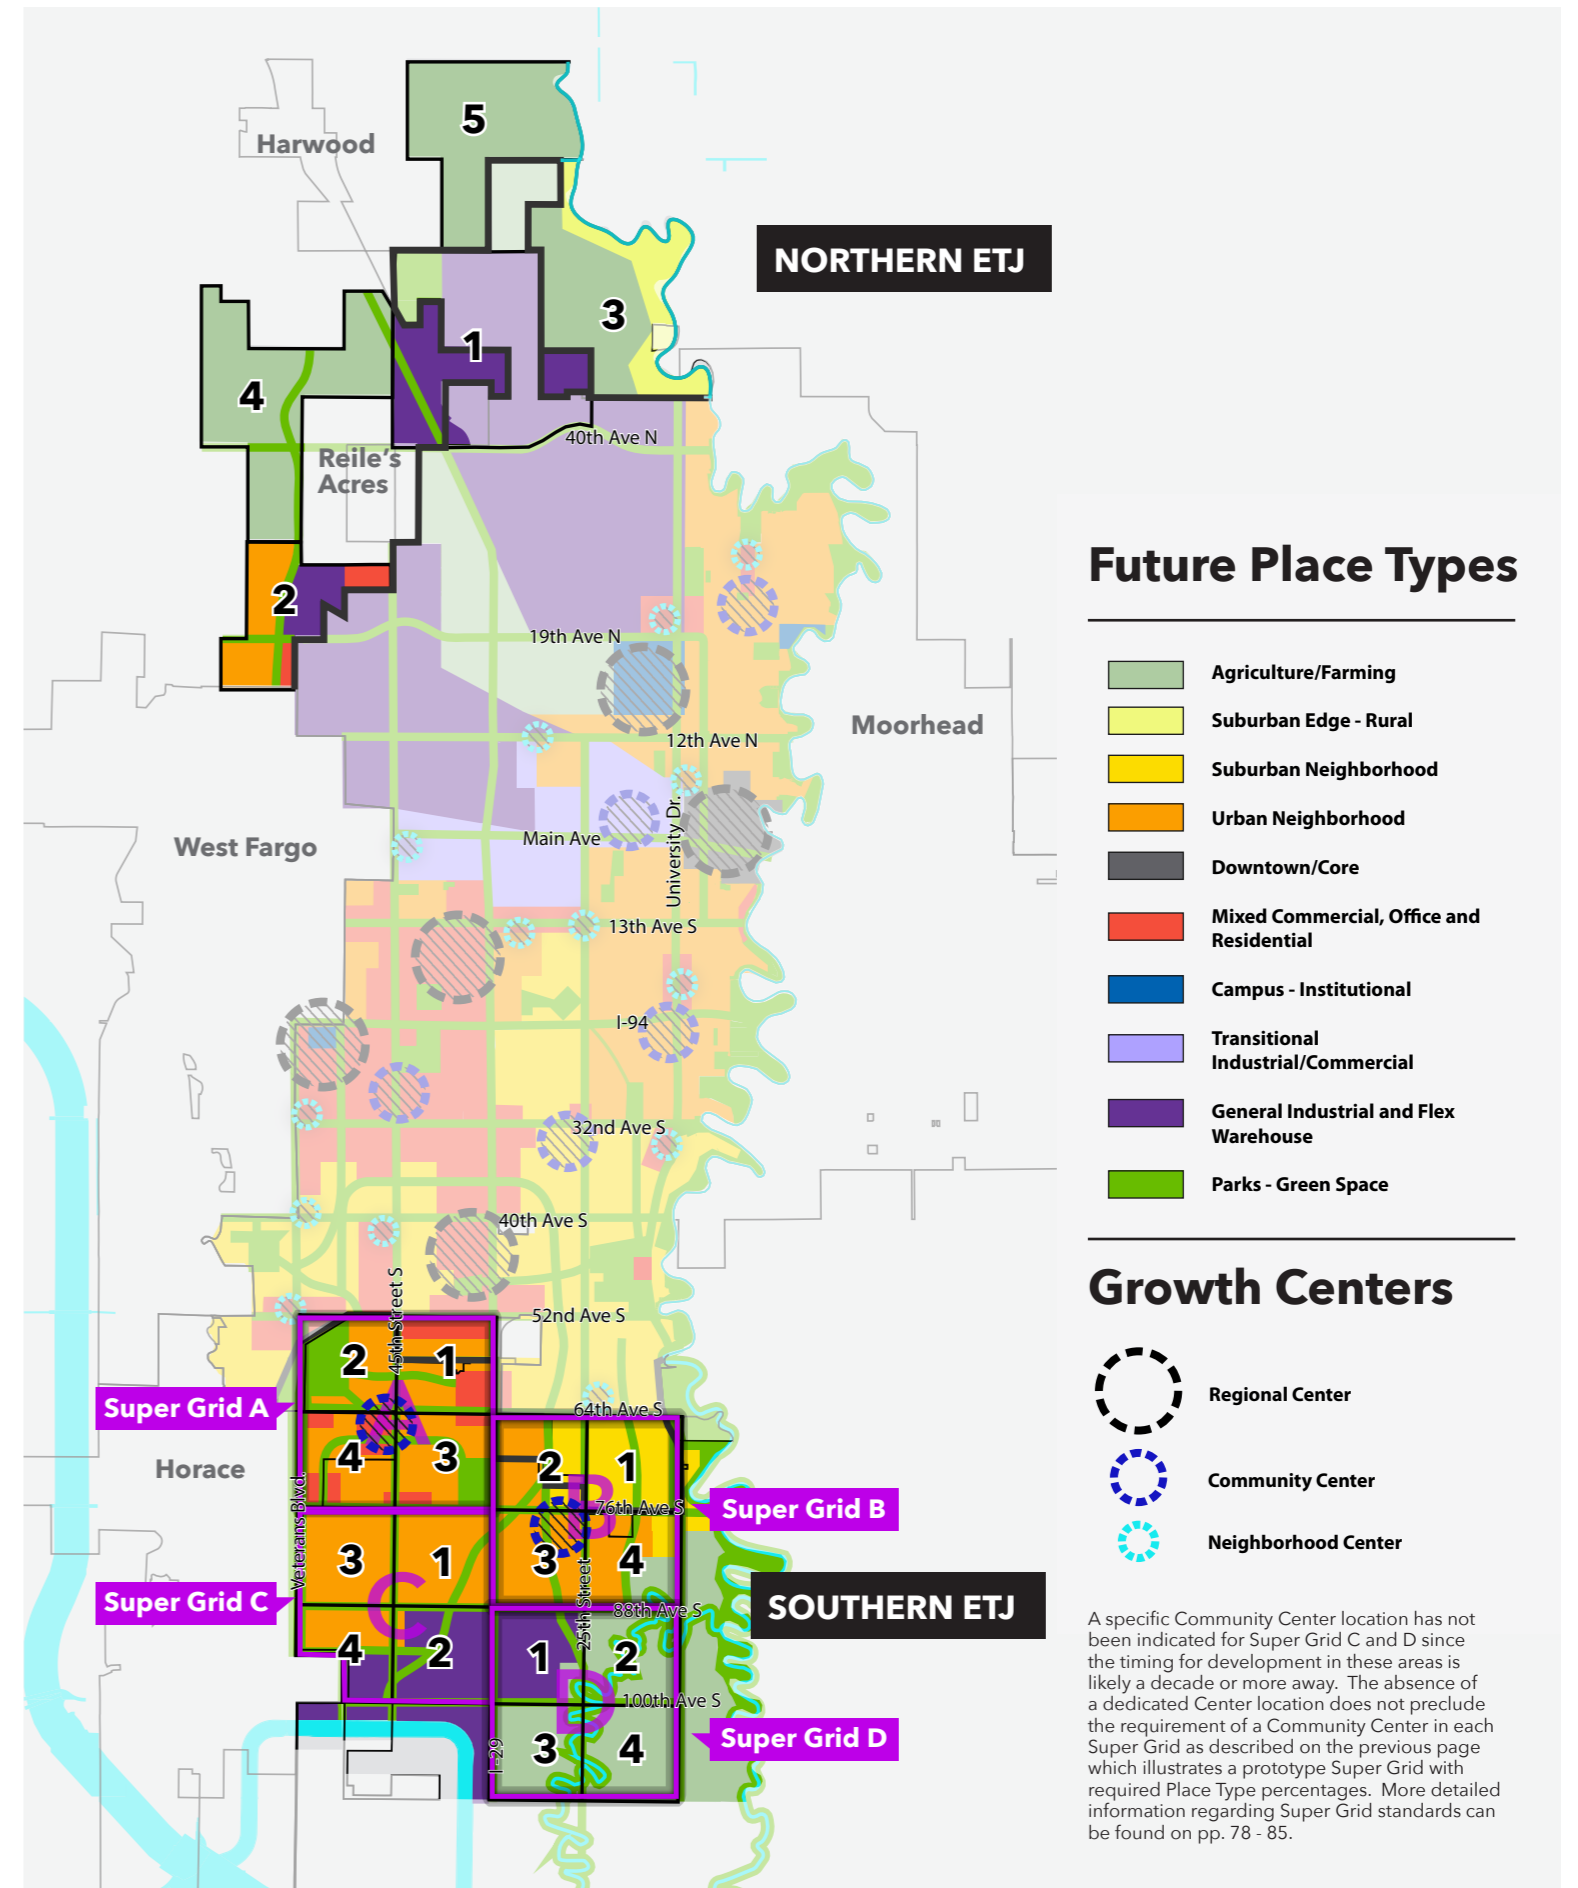 5
Harwood
NORTHERN ETJ
3
1
4
40th Ave N
Reile's
Acres
2
19th Ave N
Moorhead
12th Ave N
University Dr.
Main Ave
West Fargo
13th Ave S
I-94
32nd Ave S
40th Ave S
45th Street S
52nd Ave S
2
1
Super Grid A
A
64th Ave S
4
3
2
1
Horace
B
Veterans Blvd.
76th Ave S
Super Grid B
3
1
3
4
C
25th Street
Super Grid C
88th Ave S
SOUTHERN ETJ
4
2
1
2
D
100th Ave S
I-29
3
4
Super Grid D
Future Place Types
Agriculture/Farming
Suburban Edge - Rural
Suburban Neighborhood
Urban Neighborhood
Downtown/Core
Mixed Commercial, Office and
Residential
Campus - Institutional
Transitional
Industrial/Commercial
General Industrial and Flex
Warehouse
Parks - Green Space
Growth Centers
Regional Center
Community Center
Neighborhood Center
A specific Community Center location has not
been indicated for Super Grid C and D since
the timing for development in these areas is
likely a decade or more away.  The absence of
a dedicated Center location does not preclude
the requirement of a Community Center in each
Super Grid as described on the previous page
which illustrates a prototype Super Grid with
required Place Type percentages.  More detailed
information regarding Super Grid standards can
be found on pp. 78 - 85.